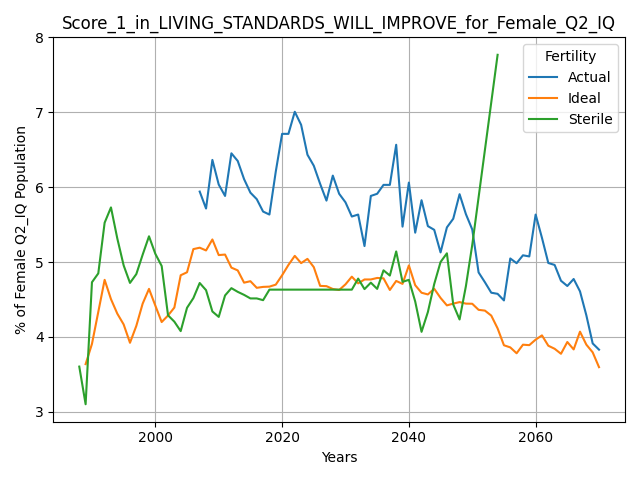 Score_1_in_LIVING_STANDARDS_WILL_IMPROVE_for_Female_Q2_IQ
% of Female Q2_IQ Population
8
7
6
5
4
3
Fertility
Actual
Ideal
Sterile
2000
2020
2040
2060
Years